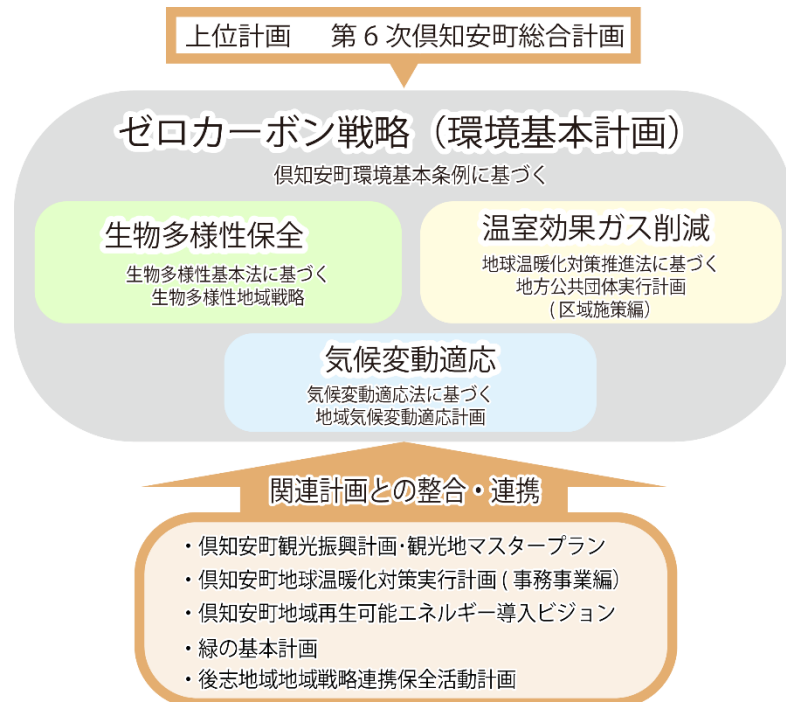 上位計画　第6次倶知安町総合計画
ゼロカーボン戦略（環境基本計画）
倶知安町環境基本条例に基づく
生物多様性保全
生物多様性基本法に基づく
生物多様性地域戦略
温室効果ガス削減
地球温暖化対策推進法に基づく
地方公共団体実行計画
(区域施策編)
気候変動適応
気候変動適応法に基づく
地域気候変動適応計画
関連計画との整合・連携
・倶知安町観光振興計画･観光地マスタープラン
・倶知安町地球温暖化対策実行計画(事務事業編)
・倶知安町地域再生可能エネルギー導入ビジョン
・緑の基本計画
・後志地域地域戦略連携保全活動計画